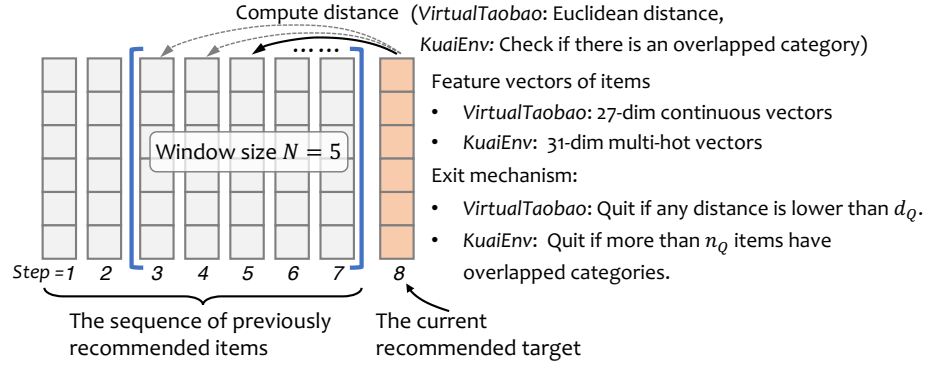 Compute distance (VirtualTaobao: Euclidean distance,
KuaiEnv: Check if there is an overlapped category)
......
Feature vectors of items
• VirtualTaobao: 27-dim continuous vectors
• KuaiEnv: 31-dim multi-hot vectors
Window size N = 5
Exit mechanism:
• VirtualTaobao: Quit if any distance is lower than d_Q.
• KuaiEnv: Quit if more than n_Q items have
overlapped categories.
Step =1 2 3 4 5 6 7 8
The sequence of previously
recommended items
The current
recommended target